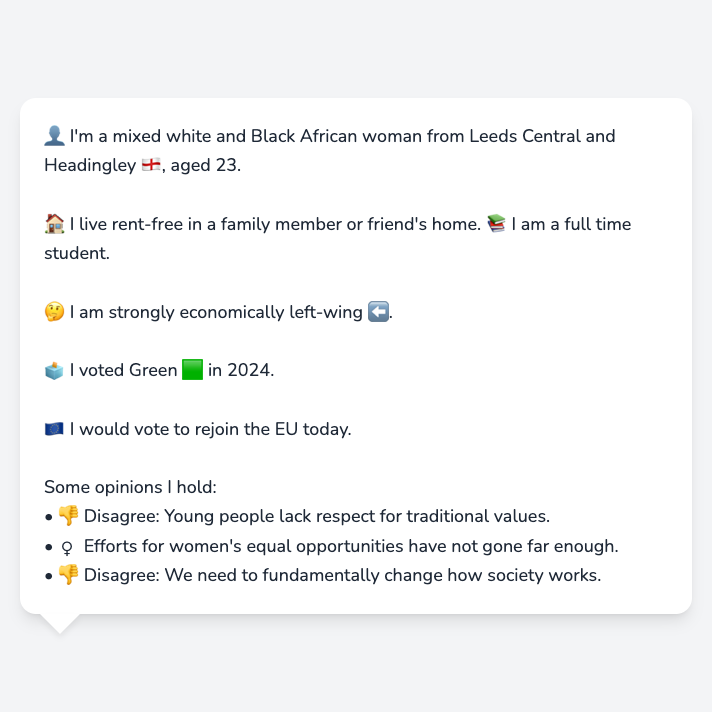 👤 I'm a mixed white and Black African woman from Leeds Central and
Headingley 🏴󠁧󠁢󠁥󠁮󠁧󠁿, aged 23.
🏠 I live rent-free in a family member or friend's home. 📚 I am a full time
student.
🤔 I am strongly economically left-wing ⬅️.
🗳️ I voted Green 🟩 in 2024.
🇪🇺 I would vote to rejoin the EU today.
Some opinions I hold:
• 👎 Disagree: Young people lack respect for traditional values.
• ♀ Efforts for women's equal opportunities have not gone far enough.
• 👎 Disagree: We need to fundamentally change how society works.